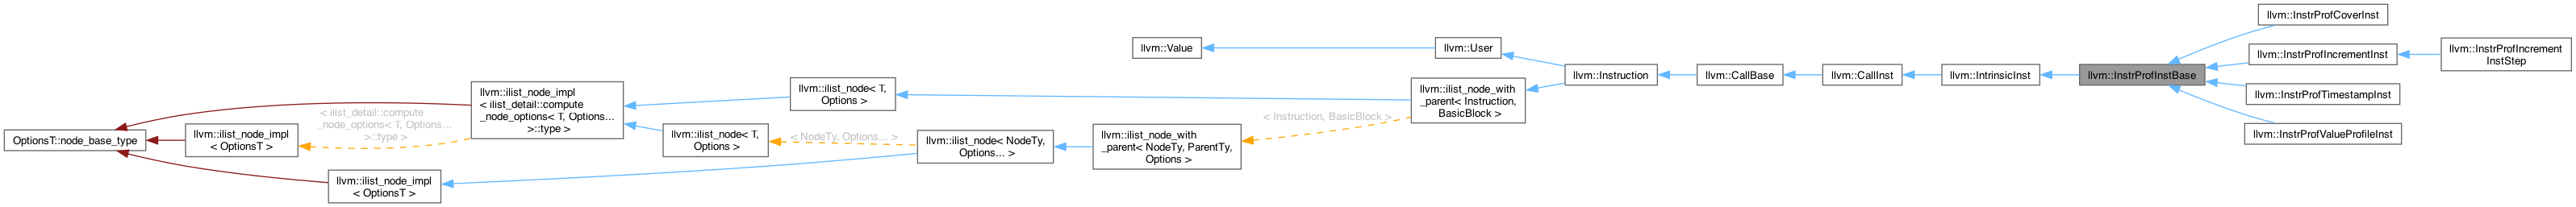 OptionsT::node_base_type
llvm::ilist_node_impl
< OptionsT >
< ilist_detail::compute
_node_options< T, Options...
>::type >
llvm::ilist_node_impl
< OptionsT >
llvm::ilist_node_impl
< ilist_detail::compute
_node_options< T, Options...
>::type >
llvm::ilist_node< T,
Options >
llvm::ilist_node< T,
Options >
< NodeTy, Options... >
llvm::ilist_node< NodeTy,
Options... >
llvm::ilist_node_with
_parent< NodeTy, ParentTy,
Options >
llvm::Value
< Instruction, BasicBlock >
llvm::User
llvm::ilist_node_with
_parent< Instruction,
BasicBlock >
llvm::Instruction
llvm::CallBase
llvm::CallInst
llvm::IntrinsicInst
llvm::InstrProfInstBase
llvm::InstrProfCoverInst
llvm::InstrProfIncrementInst
llvm::InstrProfTimestampInst
llvm::InstrProfValueProfileInst
llvm::InstrProfIncrement
InstStep